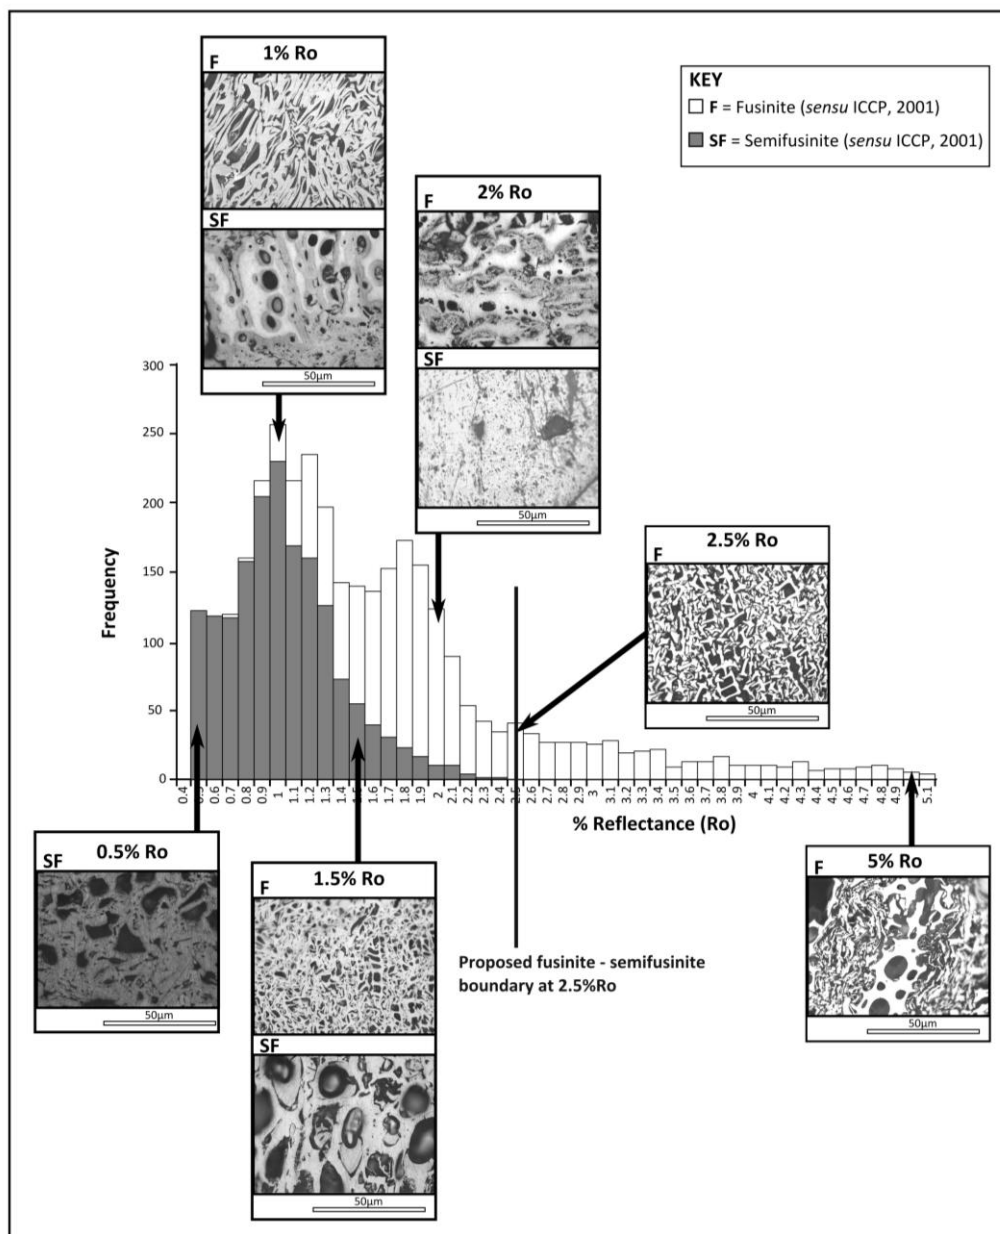 1% Ro
F
SF
50µm
KEY
F = Fusinite (sensu ICCP, 2001)
SF = Semifusinite (sensu ICCP, 2001)
2% Ro
F
SF
50µm
2.5% Ro
F
50µm
Frequency
300
250
200
150
100
50
0
0.4
0.5
0.6
0.7
0.8
0.9
1
1.1
1.2
1.3
1.4
1.5
1.6
1.7
1.8
1.9
2
2.1
2.2
2.3
2.4
2.5
2.6
2.7
2.8
2.9
3
3.1
3.2
3.3
3.4
3.5
3.6
3.7
3.8
3.9
4
4.1
4.2
4.3
4.4
4.5
4.6
4.7
4.8
4.9
5.1
% Reflectance (Ro)
0.5% Ro
SF
50µm
1.5% Ro
F
SF
50µm
Proposed fusinite - semifusinite
boundary at 2.5%Ro
5% Ro
F
50µm